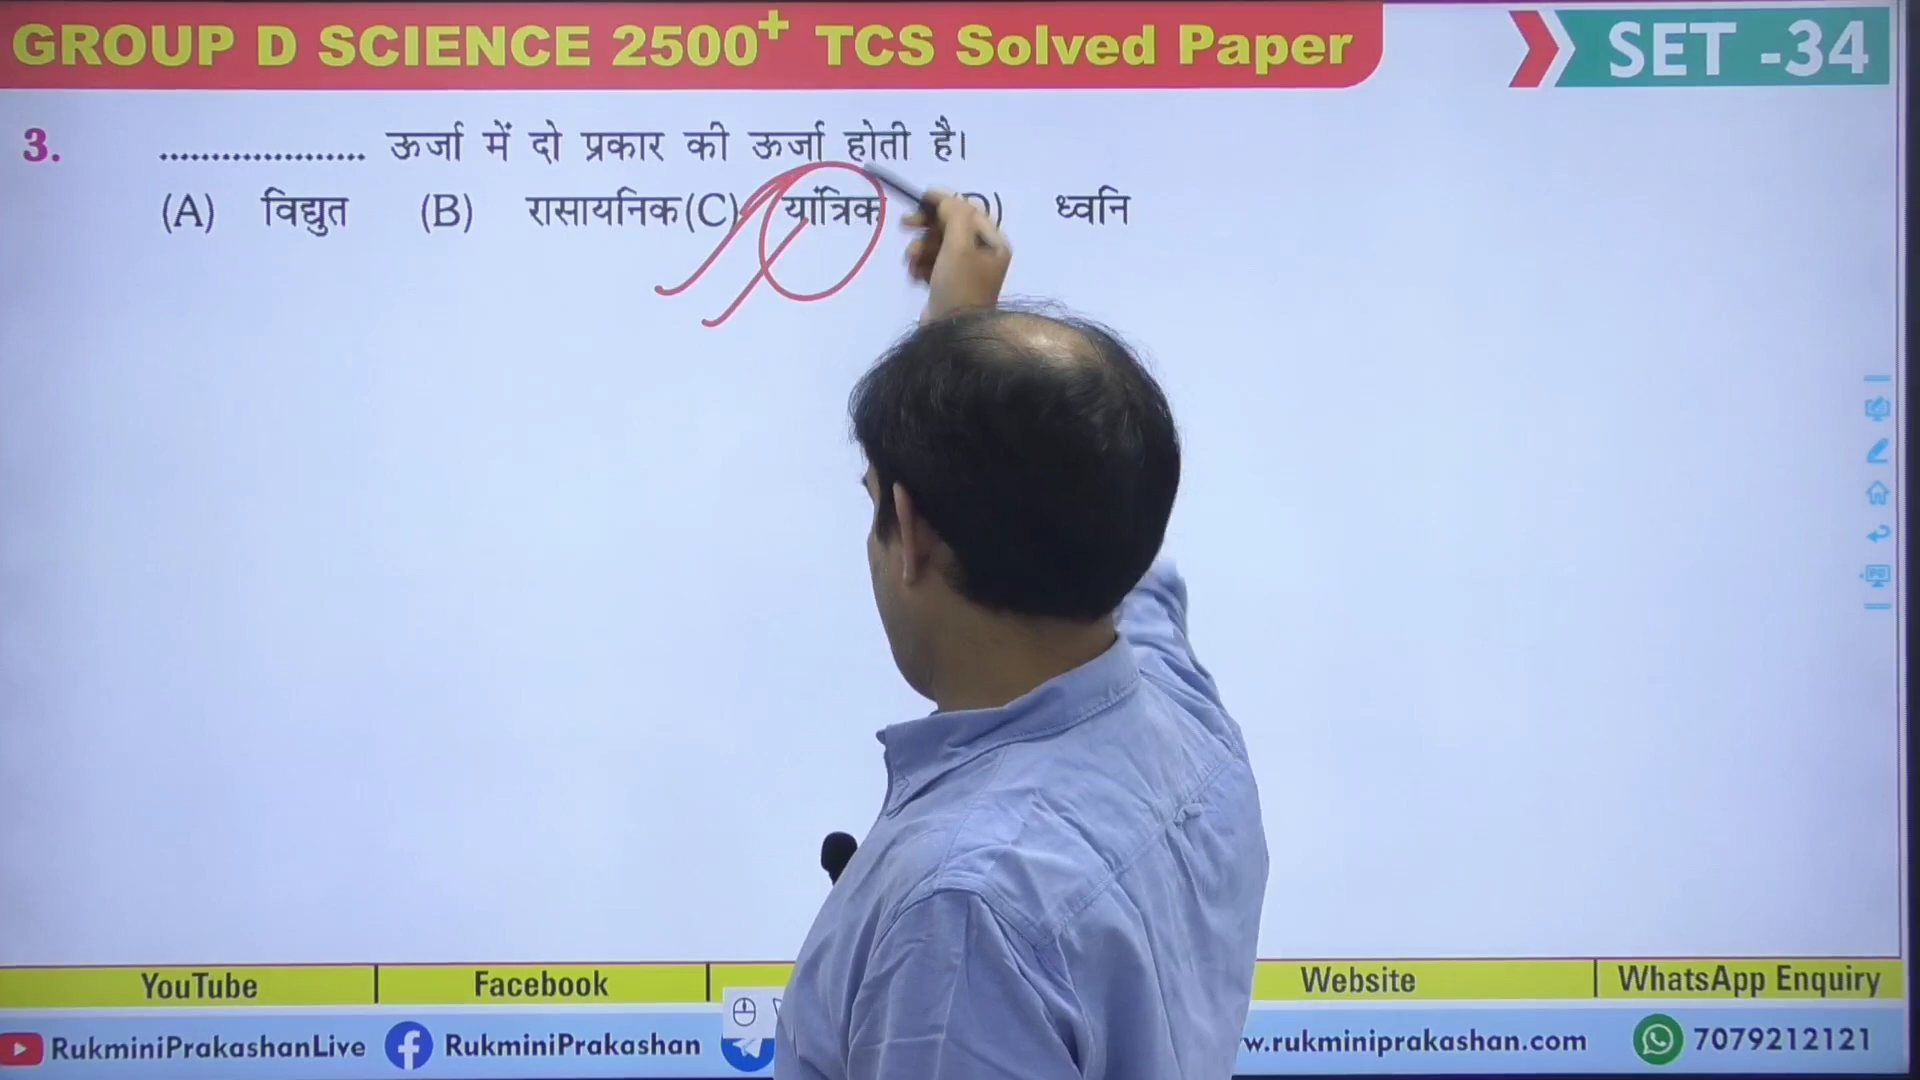 GROUP D SCIENCE 2500+ TCS Solved Paper
SET -34
3. .................... ऊर्जा में दो प्रकार की ऊर्जा होती है।
(A) विद्युत (B) रासायनिक (C) यांत्रिक (D) ध्वनि
YouTube
Facebook
Website
WhatsApp Enquiry
RukminiPrakashanLive
RukminiPrakashan
w.rukminiprakashan.com
7079212121